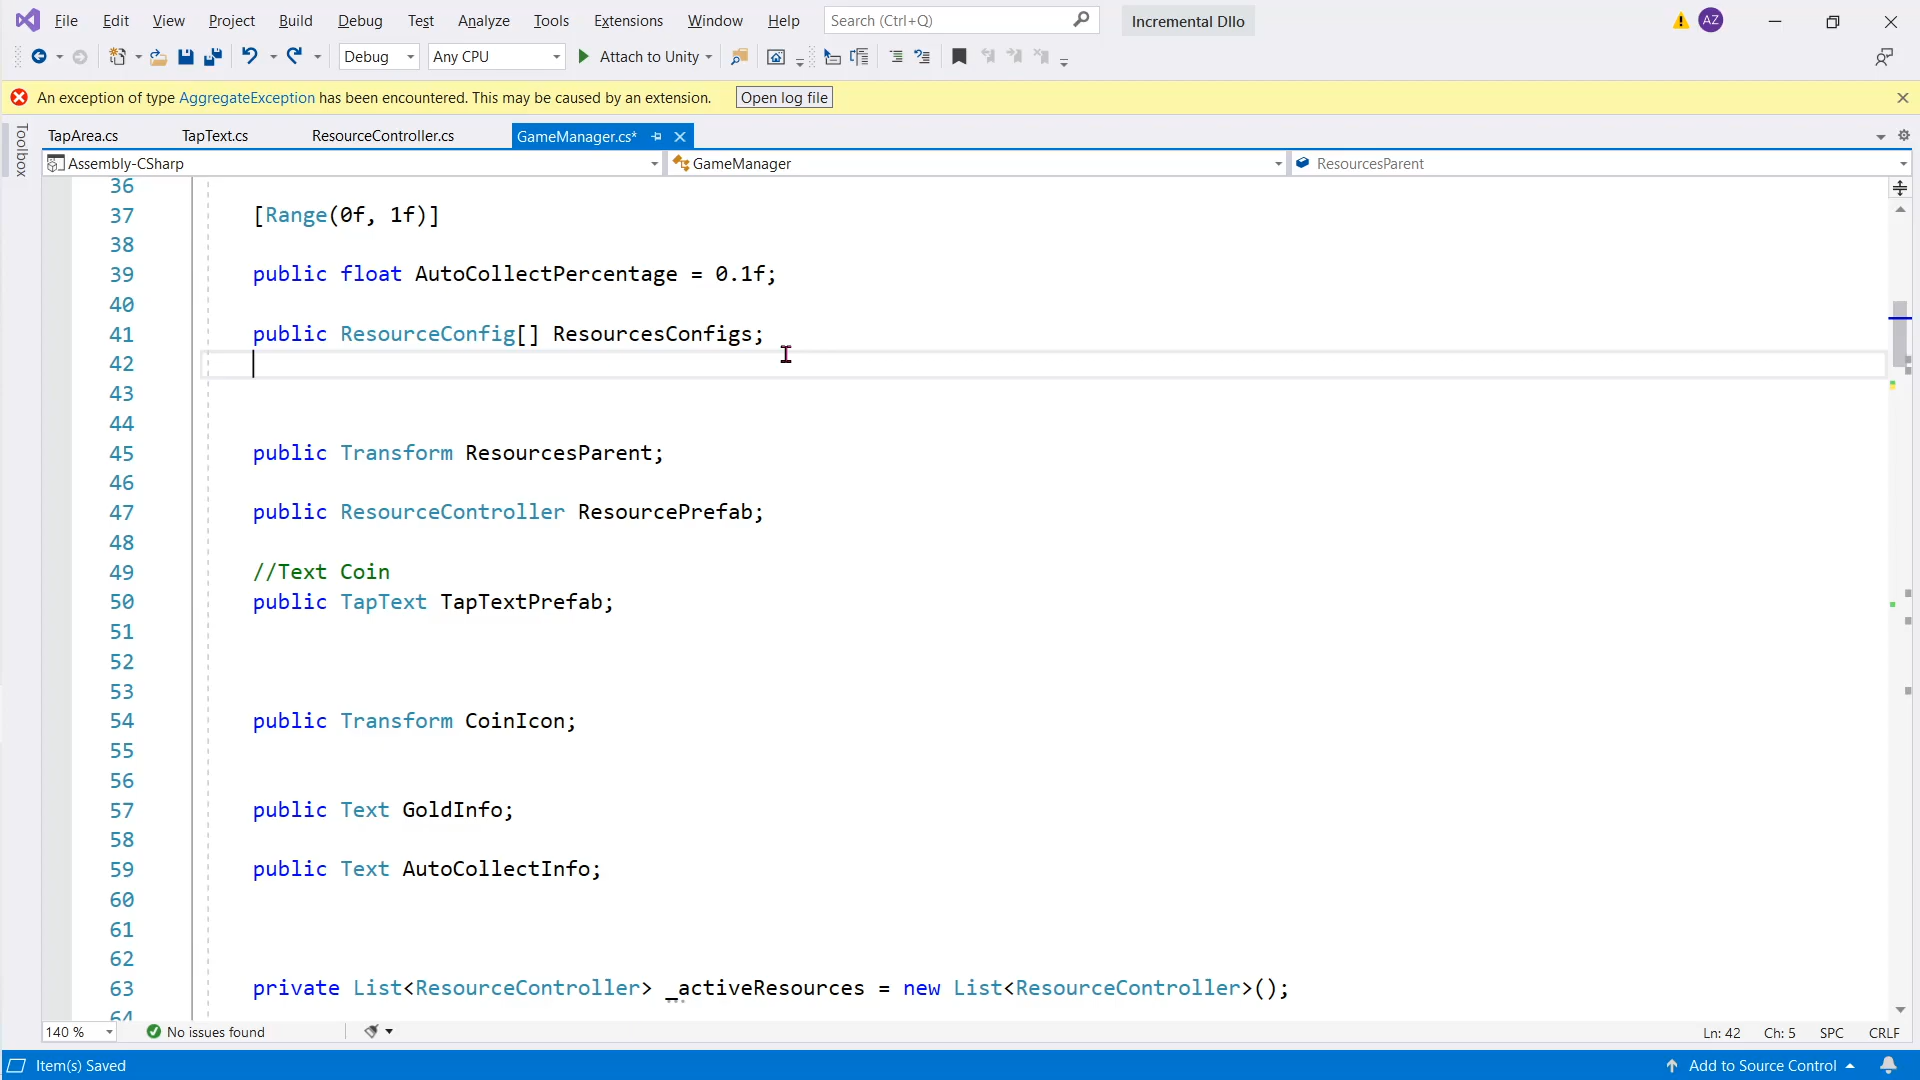 File Edit View Project Build Debug Test Analyze Tools Extensions Window Help Search (Ctrl+Q) Incremental Dllo AZ
Debug Any CPU Attach to Unity
An exception of type AggregateException has been encountered. This may be caused by an extension. Open log file
Toolbox
TapArea.cs TapText.cs ResourceController.cs GameManager.cs*
Assembly-CSharp GameManager ResourcesParent
36
37 [Range(0f, 1f)]
38
39 public float AutoCollectPercentage = 0.1f;
40
41 public ResourceConfig[] ResourcesConfigs;
42
43
44
45 public Transform ResourcesParent;
46
47 public ResourceController ResourcePrefab;
48
49 //Text Coin
50 public TapText TapTextPrefab;
51
52
53
54 public Transform CoinIcon;
55
56
57 public Text GoldInfo;
58
59 public Text AutoCollectInfo;
60
61
62
63 private List<ResourceController> _activeResources = new List<ResourceController>();
64
140 % No issues found Ln: 42 Ch: 5 SPC CRLF
Item(s) Saved Add to Source Control